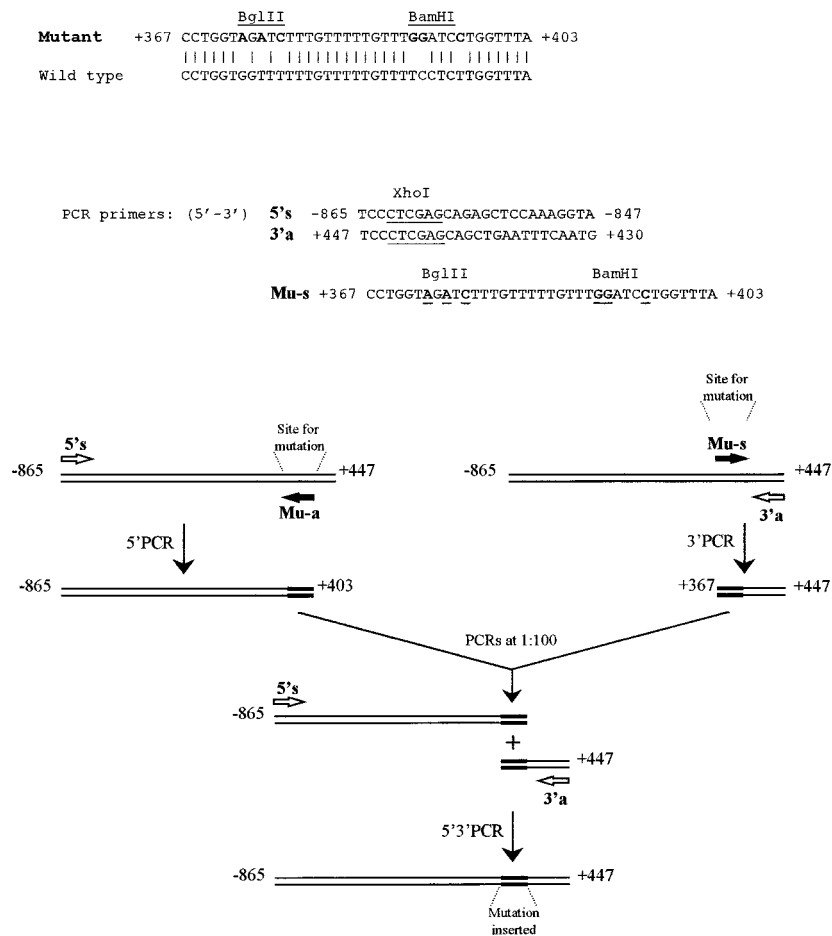 BglII BamHI
Mutant +367 CCTGGTAGATCTTTGTTTTTGTTTGGATCCTGGTTTA +403
Wild type CCTGGTGGTTTTTTGTTTTTGTTTTCCTCTTGGTTTA
XhoI
PCR primers: (5'-3') 5's -865 TCCCTCGAGCAGAGCTCCAAAGGTA -847
3'a +447 TCCCTCGAGCAGCTGAATTTCAATG +430
BglII BamHI
Mu-s +367 CCTGGTAGATCTTTGTTTTTGTTTGGATCCTGGTTTA +403
Site for
mutation
Mu-s
5's
Site for
mutation
-865 +447
-865 +447
Mu-a
3'a
5'PCR
3'PCR
-865 +403
+367 +447
PCRs at 1:100
5's
-865
+
+447
3'a
5'3'PCR
-865 +447
Mutation
inserted